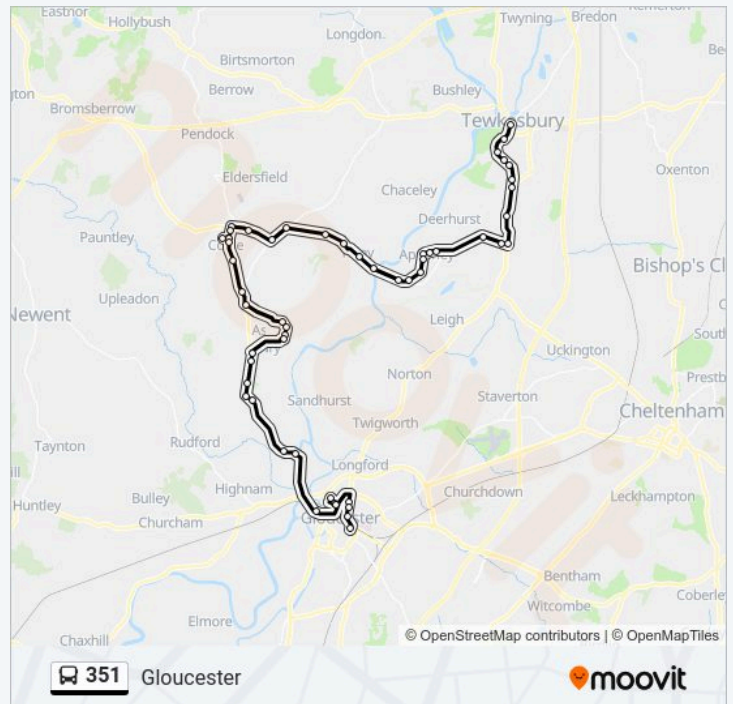 Eastnor
Hollybush
Longdon
Twyning
Bredon
Birtsmorton
Berrow
Bushley
Bromsberrow
Pendock
Tewkesbury
Eldersfield
Oxenton
Chaceley
Deerhurst
Pauntley
Bishop's Cl
Upleadon
Newent
Leigh
Uckington
Norton
Staverton
Sandhurst
Cheltenham
Twigworth
Taynton
Rudford
Longford
Highnam
Churchdown
Leckhampton
Huntley
Bulley
Churcham
Gloucester
Bentham
Coberley
Witcombe
Elmore
Chaxhill
© OpenStreetMap contributors | © OpenMapTiles
351 Gloucester
moovit